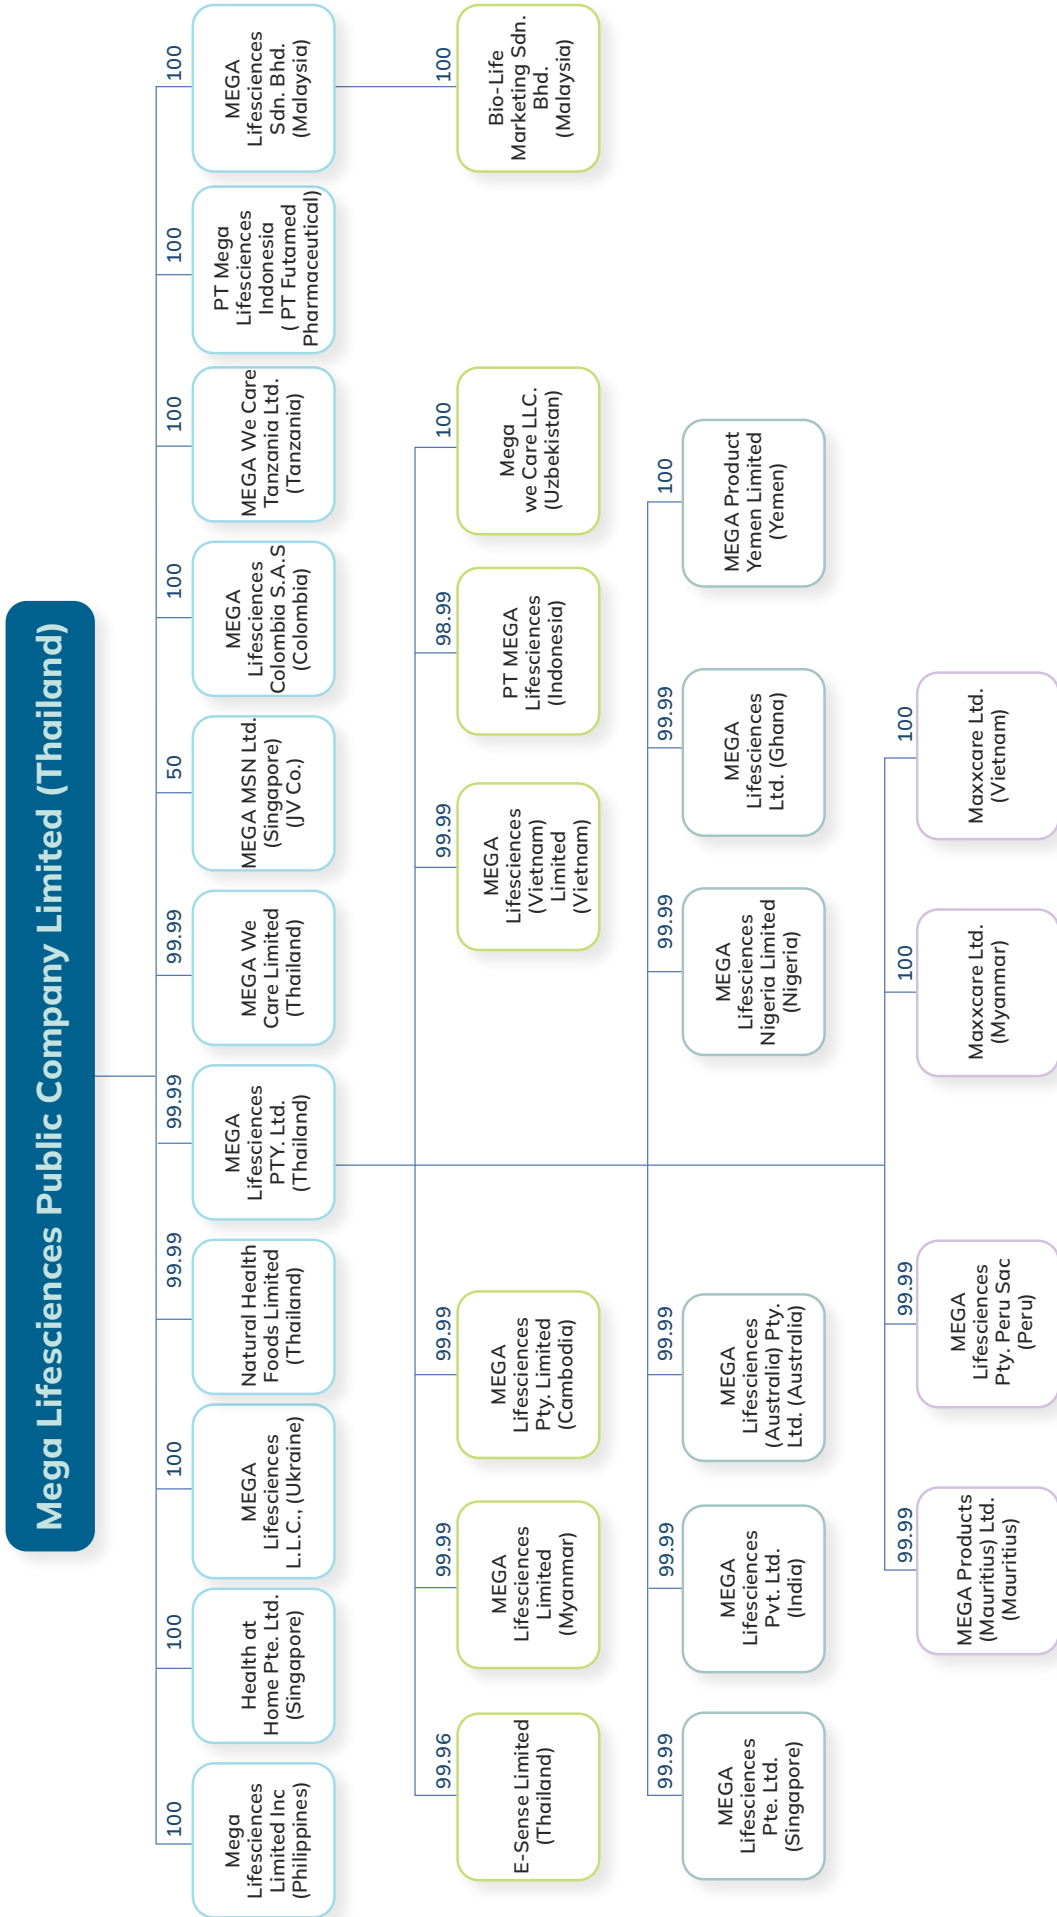 Mega Lifesciences Public Company Limited (Thailand)
100
Mega
Lifesciences
Limited Inc
(Philippines)
100
Health at
Home Pte. Ltd.
(Singapore)
100
MEGA
Lifesciences
L.L.C., (Ukraine)
99.99
Natural Health
Foods Limited
(Thailand)
99.99
MEGA
Lifesciences
PTY. Ltd.
(Thailand)
99.99
MEGA We
Care Limited
(Thailand)
50
MEGA MSN Ltd.
(Singapore)
(JV Co.)
100
MEGA
Lifesciences
Colombia S.A.S
(Colombia)
100
MEGA We Care
Tanzania Ltd.
(Tanzania)
100
PT Mega
Lifesciences
Indonesia
( PT Futamed
Pharmaceutical)
100
MEGA
Lifesciences
Sdn. Bhd.
(Malaysia)
99.96
E-Sense Limited
(Thailand)
99.99
MEGA
Lifesciences
Limited
(Myanmar)
99.99
MEGA
Lifesciences
Pty. Limited
(Cambodia)
99.99
MEGA
Lifesciences
(Vietnam)
Limited
(Vietnam)
98.99
PT MEGA
Lifesciences
(Indonesia)
100
Mega
we Care LLC.
(Uzbekistan)
100
Bio-Life
Marketing Sdn.
Bhd.
(Malaysia)
99.99
MEGA
Lifesciences
Pte. Ltd.
(Singapore)
99.99
MEGA
Lifesciences
Pvt. Ltd.
(India)
99.99
MEGA
Lifesciences
(Australia) Pty.
Ltd. (Australia)
99.99
MEGA
Lifesciences
Nigeria Limited
(Nigeria)
99.99
MEGA
Lifesciences
Ltd. (Ghana)
100
MEGA Product
Yemen Limited
(Yemen)
99.99
MEGA Products
(Mauritius) Ltd.
(Mauritius)
99.99
MEGA
Lifesciences
Pty. Peru Sac
(Peru)
100
Maxxcare Ltd.
(Myanmar)
100
Maxxcare Ltd.
(Vietnam)